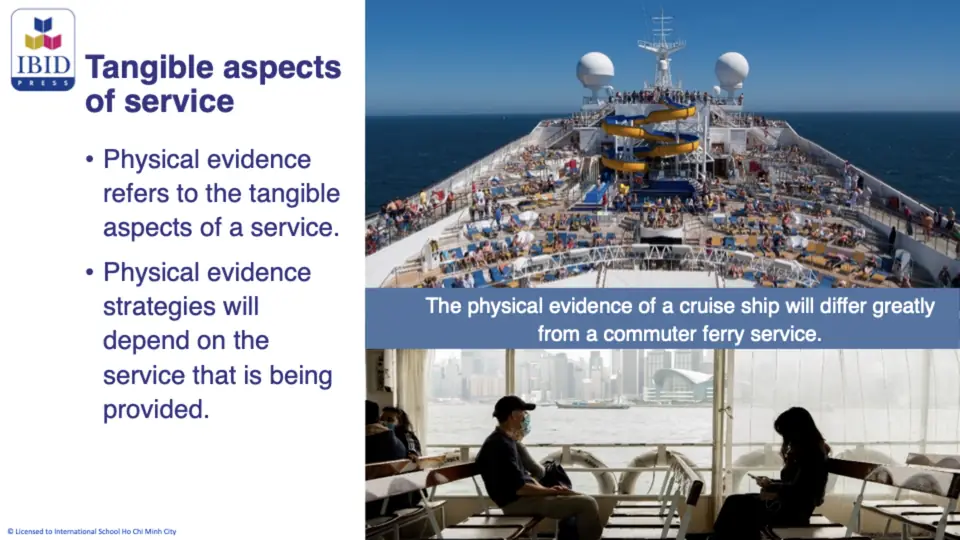 IBID
PRESS
Tangible aspects
of service
• Physical evidence
refers to the tangible
aspects of a service.
• Physical evidence
strategies will
depend on the
service that is being
provided.
The physical evidence of a cruise ship will differ greatly
from a commuter ferry service.
© Licensed to International School Ho Chi Minh City